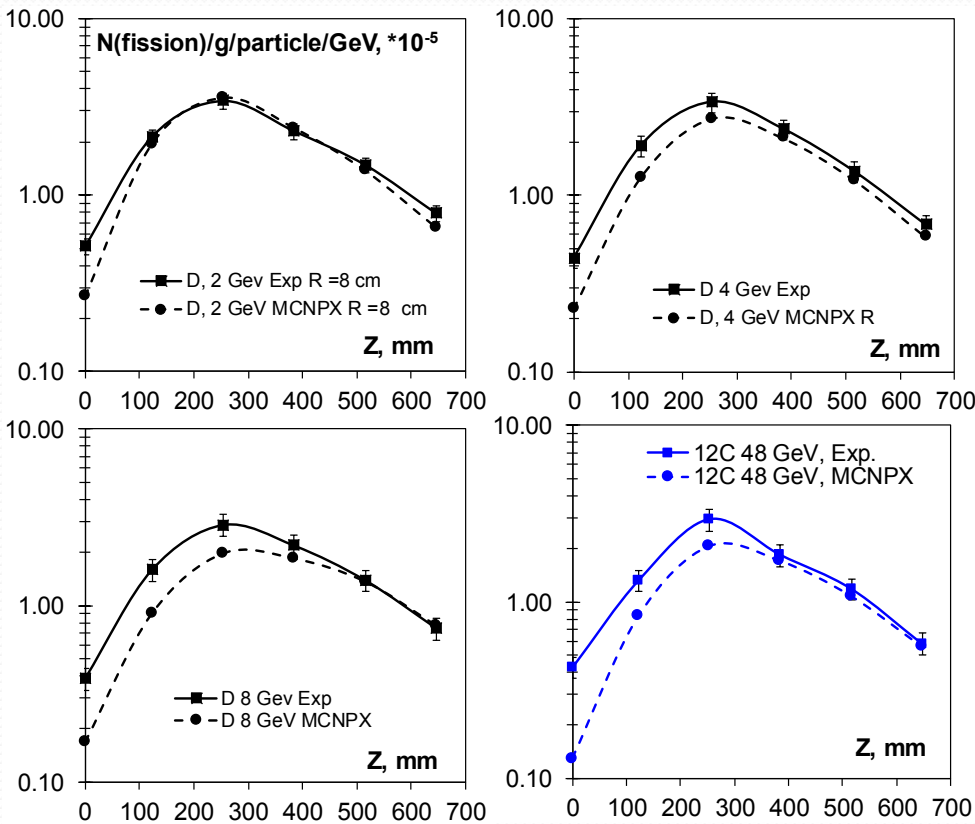 10.00
N(fission)/g/particle/GeV, *10-5
1.00
D, 2 Gev Exp R =8 cm
D, 2 GeV MCNPX R =8 cm
Z, mm
0.10
0 100 200 300 400 500 600 700
10.00
1.00
D 4 Gev Exp
D, 4 GeV MCNPX R
Z, mm
0.10
0 100 200 300 400 500 600 700
10.00
1.00
D 8 Gev Exp
D 8 GeV MCNPX
Z, mm
0.10
0 100 200 300 400 500 600 700
10.00
12C 48 GeV, Exp.
12C 48 GeV, MCNPX
1.00
Z, mm
0.10
0 100 200 300 400 500 600 700